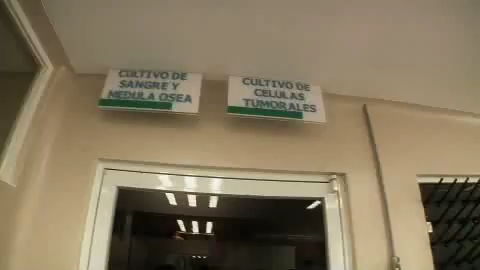 CULTIVO DE
SANGRE Y
MEDULA OSEA
CULTIVO DE
CELULAS
TUMORALES